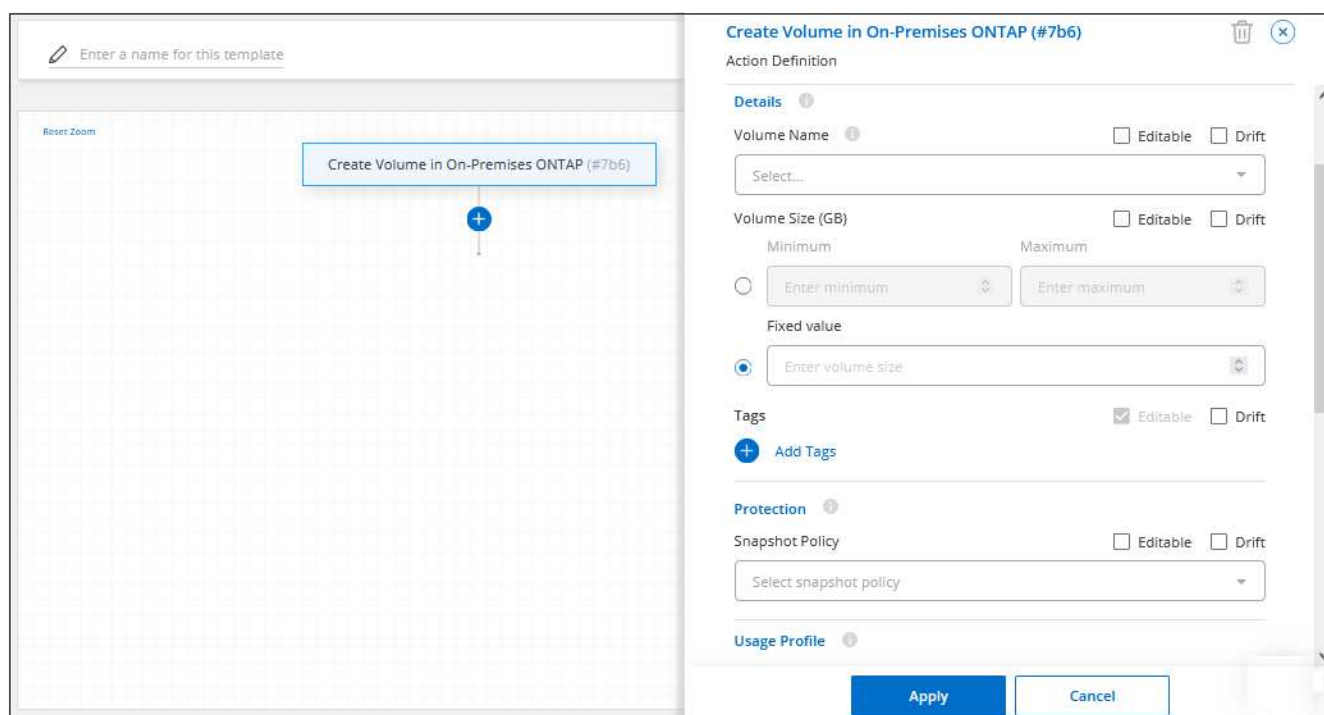 Enter a name for this template
Reset Zoom
Create Volume in On-Premises ONTAP (#7b6)
Create Volume in On-Premises ONTAP (#7b6)
Action Definition
Details
Volume Name Editable Drift
Select...
Volume Size (GB) Editable Drift
Minimum Maximum
Enter minimum Enter maximum
Fixed value
Enter volume size
Tags Editable Drift
Add Tags
Protection
Snapshot Policy Editable Drift
Select snapshot policy
Usage Profile
Apply Cancel